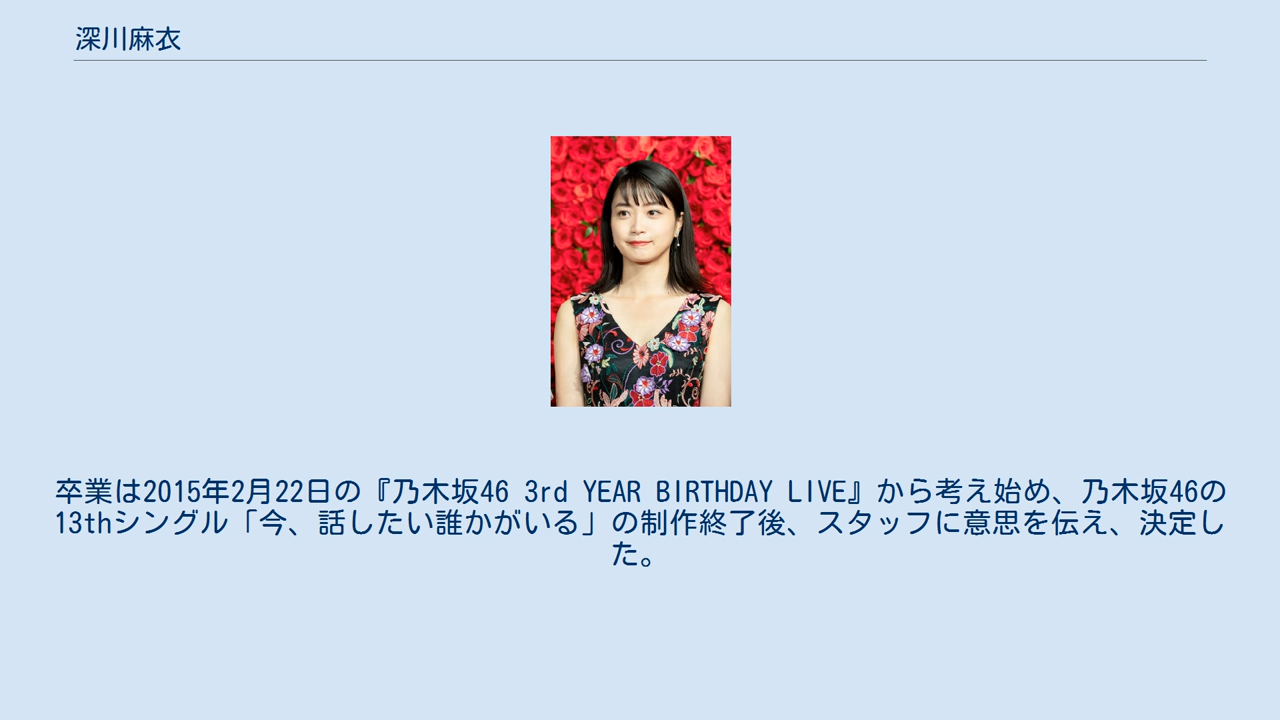 深川麻衣
卒業は2015年2月22日の『乃木坂46 3rd YEAR BIRTHDAY LIVE』から考え始め、乃木坂46の
13thシングル「今、話したい誰かがいる」の制作終了後、スタッフに意思を伝え、決定し
た。